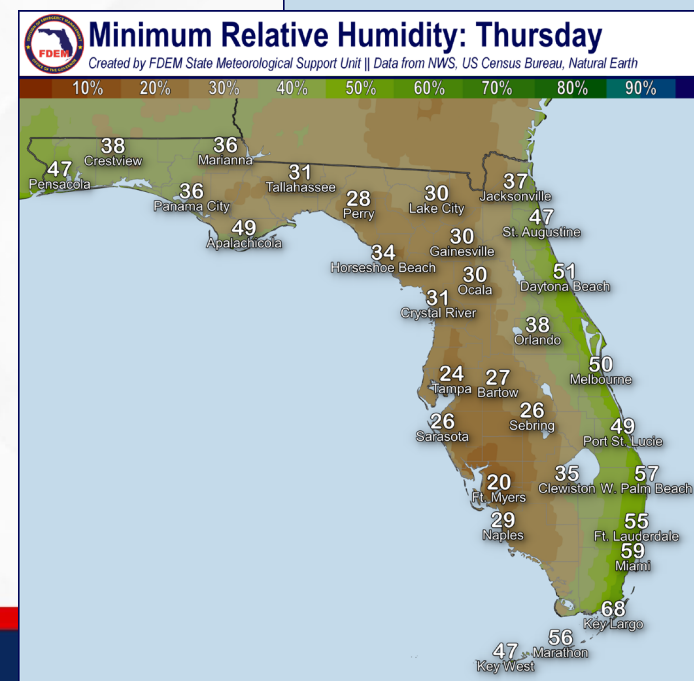 FDEM
Minimum Relative Humidity: Thursday
Created by FDEM State Meteorological Support Unit || Data from NWS, US Census Bureau, Natural Earth
10% 20% 30% 40% 50% 60% 70% 80% 90%
38
Crestview
36
Marianna
47
Pensacola
36
Panama City
31
Tallahassee
49
Apalachicola
28
Perry
30
Lake City
37
Jacksonville
47
St. Augustine
30
Gainesville
34
Horseshoe Beach
30
Ocala
51
Daytona Beach
31
Crystal River
38
Orlando
50
Melbourne
24
Tampa
27
Bartow
26
Sebring
26
Sarasota
49
Port St. Lucie
20
Ft. Myers
35
Clewiston
57
W. Palm Beach
29
Naples
55
Ft. Lauderdale
59
Miami
68
Key Largo
56
Marathon
47
Key West